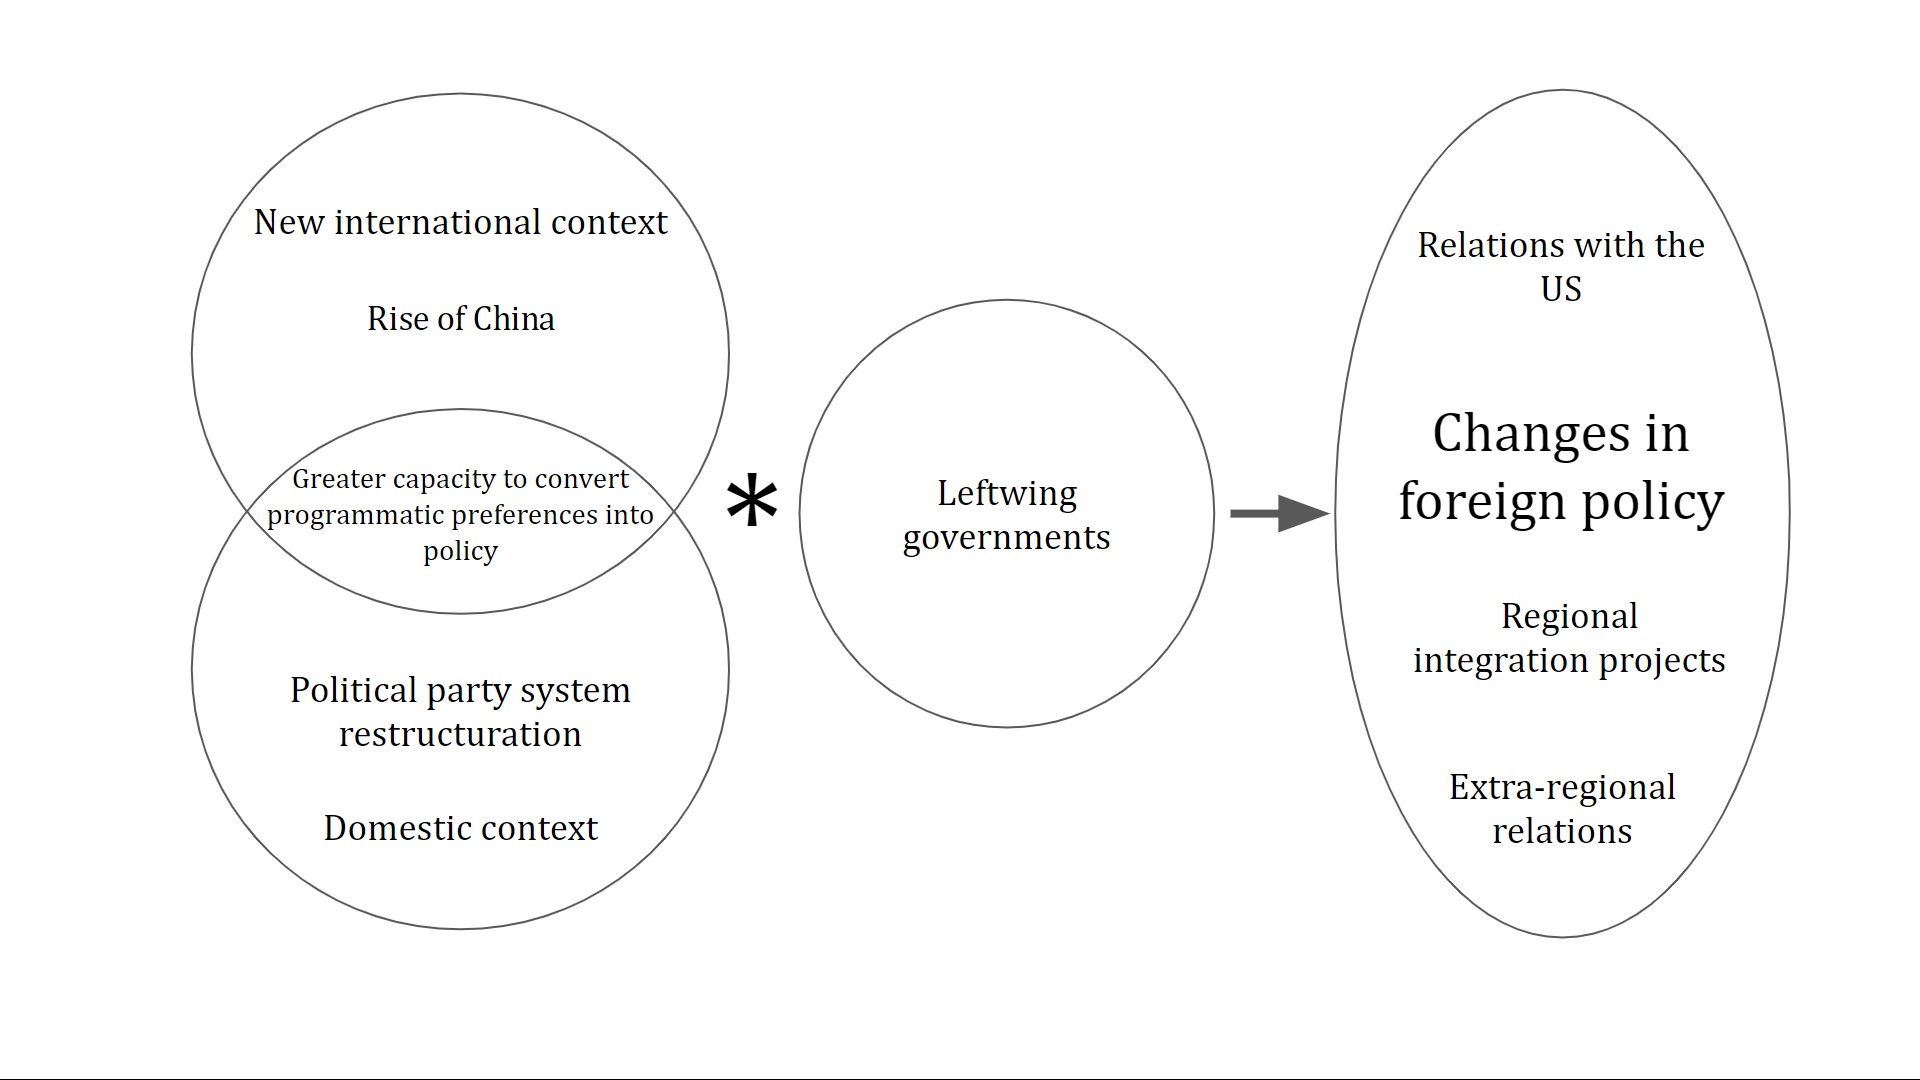 New international context
Rise of China
Greater capacity to convert
programmatic preferences into
policy
Political party system
restructuration
Domestic context
*
Leftwing
governments
Relations with the
US
Changes in
foreign policy
Regional
integration projects
Extra-regional
relations